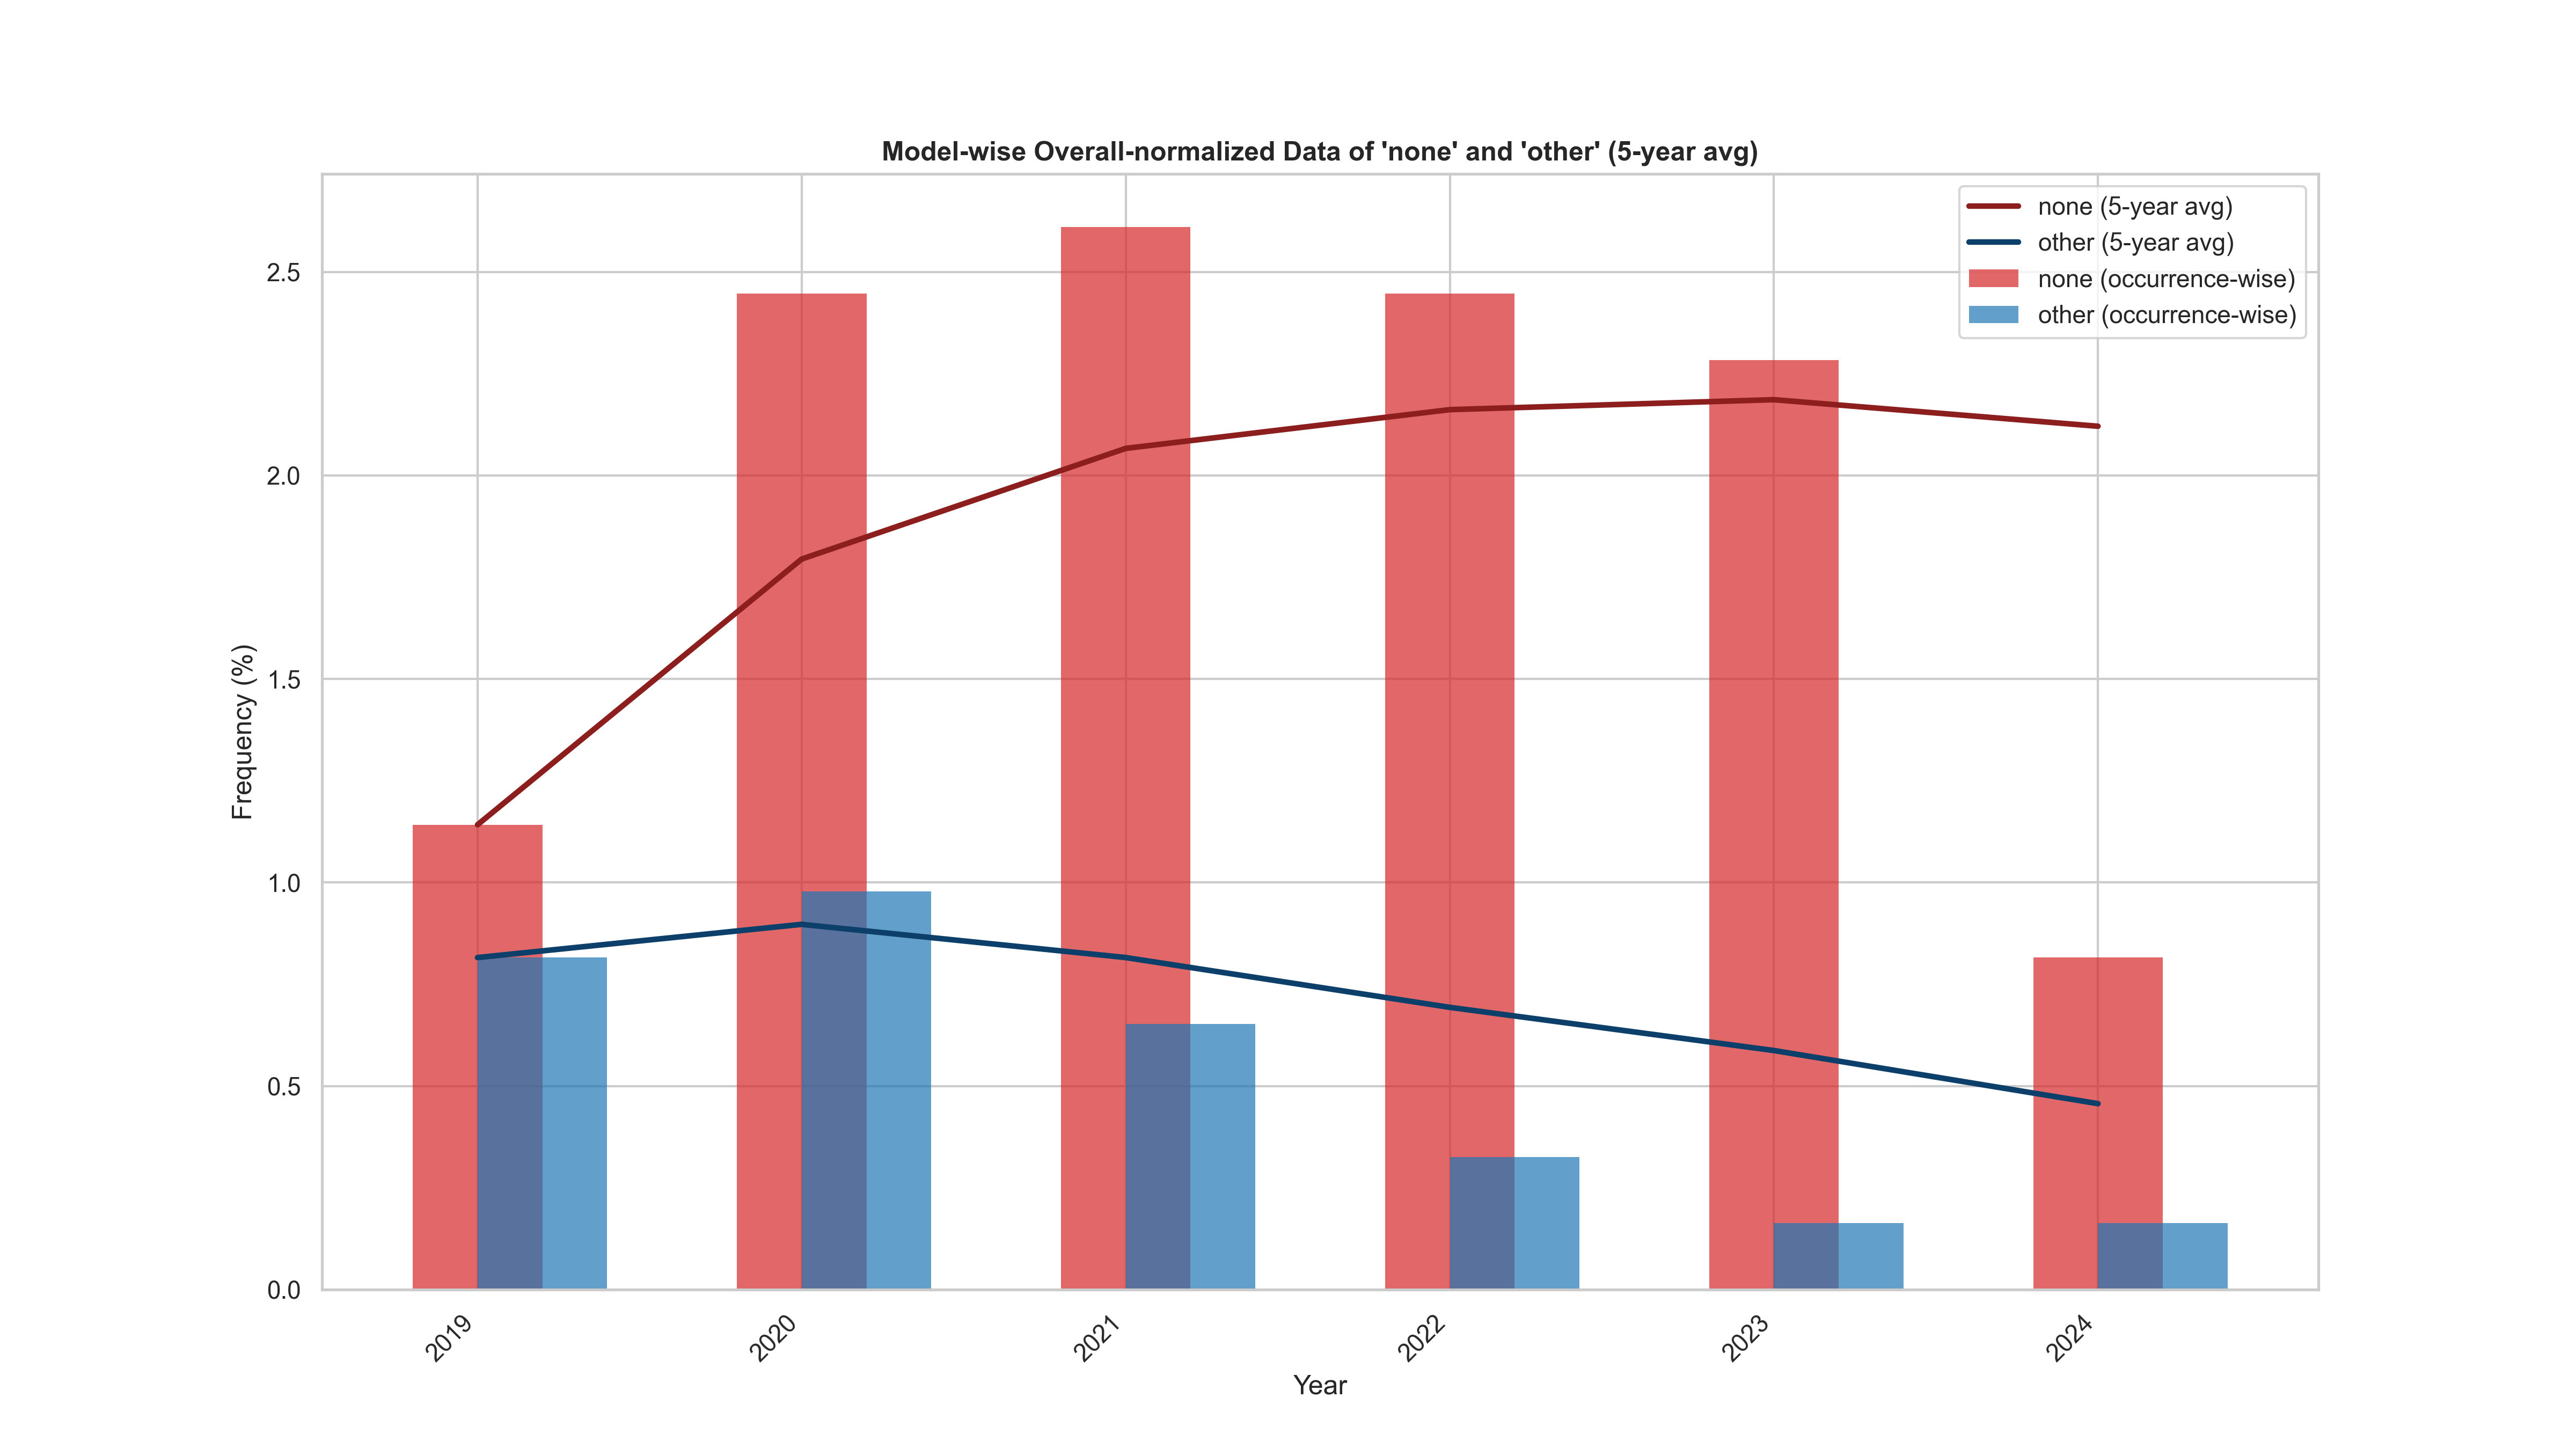 Model-wise Overall-normalized Data of 'none' and 'other' (5-year avg)
none (5-year avg)
other (5-year avg)
none (occurrence-wise)
other (occurrence-wise)
Frequency (%)
2.5
2.0
1.5
1.0
0.5
0.0
2019
2020
2021
2022
2023
2024
Year